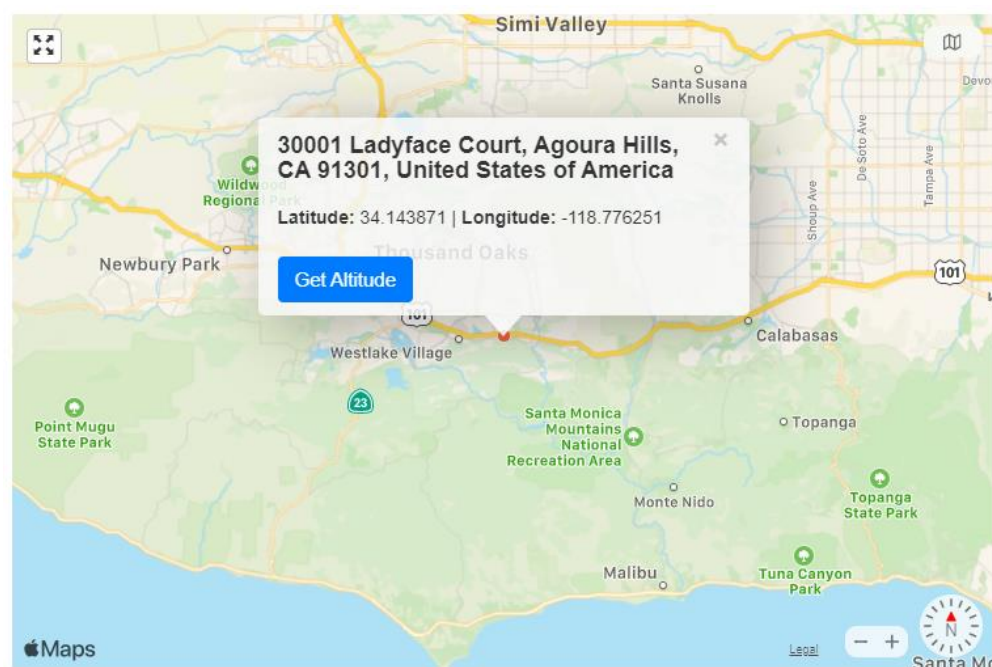 Simi Valley
Santa Susana
Knolls
De Soto Ave
Tampa Ave
Shoup Ave
30001 Ladyface Court, Agoura Hills,
CA 91301, United States of America
×
Latitude: 34.143871 | Longitude: -118.776251
Thousand Oaks
Get Altitude
Regional Park
Newbury Park
101
101
Westlake Village
Calabasas
23
Point Mugu
State Park
Santa Monica
Mountains
National
Recreation Area
Topanga
Monte Nido
Topanga
State Park
Malibu
Tuna Canyon
Park
Maps
Legal
N
Santa Mo